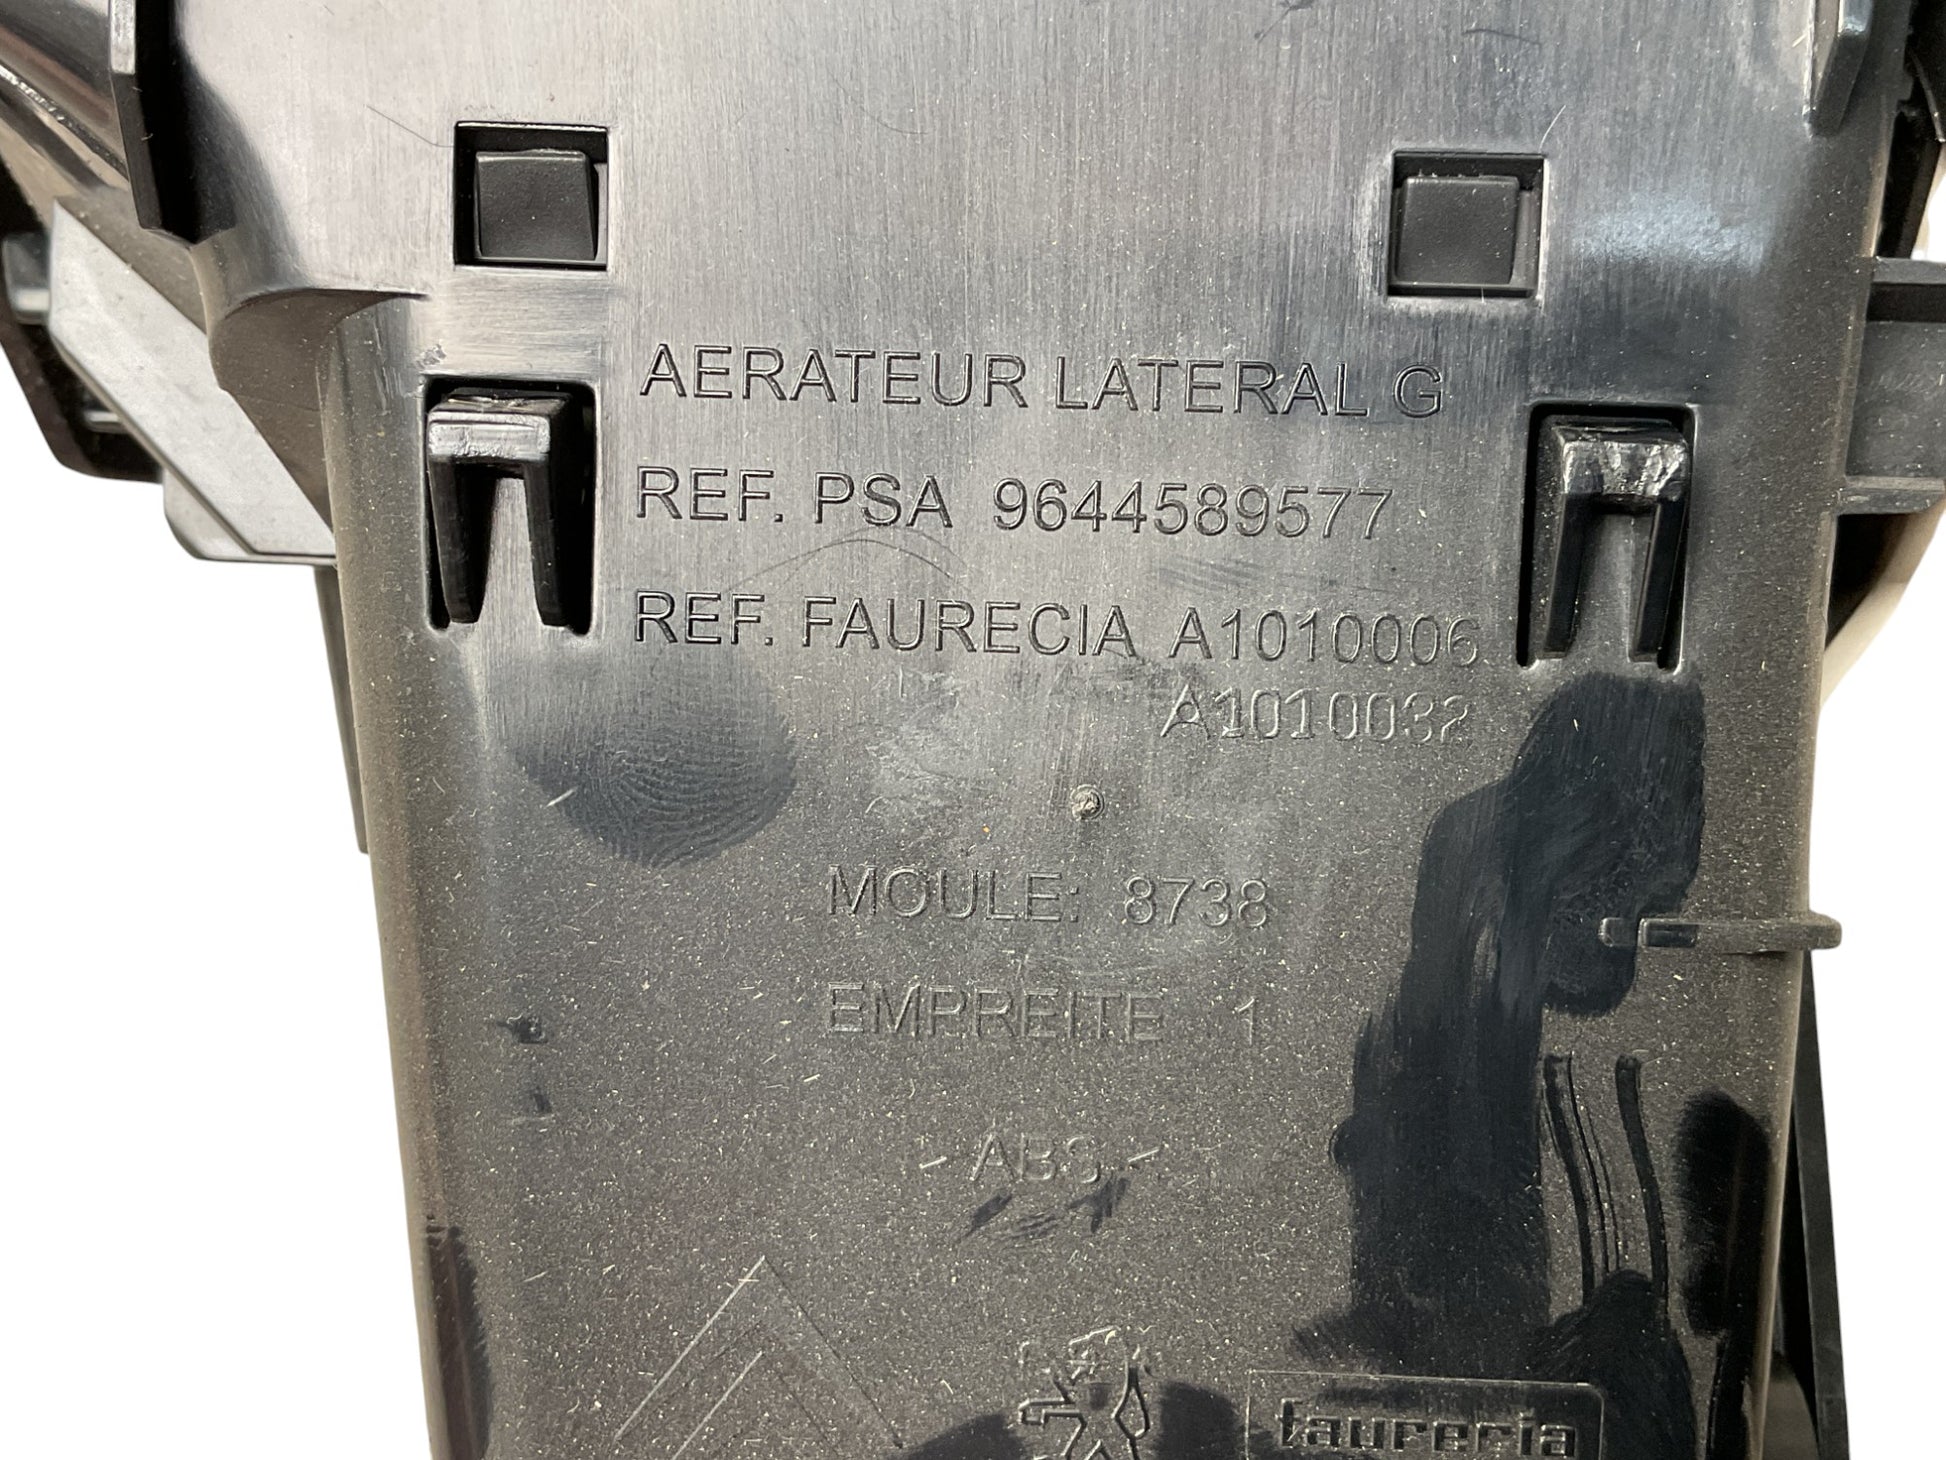 AERATEUR LATERAL G
REF. PSA 9644589577
REF. FAURECIA A1010006
A1010032
MOULE: 8738
EMPREITE 1
- ABS -
faurecia